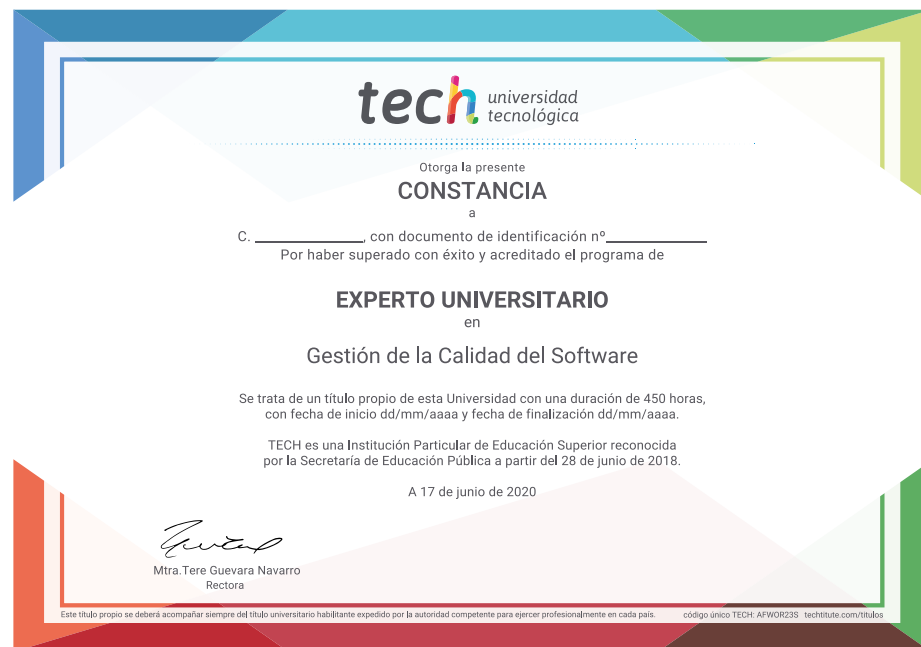 tech universidad
tecnológica
Otorga la presente
CONSTANCIA
a
C. ______________, con documento de identificación nº_____________
Por haber superado con éxito y acreditado el programa de
EXPERTO UNIVERSITARIO
en
Gestión de la Calidad del Software
Se trata de un título propio de esta Universidad con una duración de 450 horas,
con fecha de inicio dd/mm/aaaa y fecha de finalización dd/mm/aaaa.
TECH es una Institución Particular de Educación Superior reconocida
por la Secretaría de Educación Pública a partir del 28 de junio de 2018.
A 17 de junio de 2020
Mtra.Tere Guevara Navarro
Rectora
Este título propio se deberá acompañar siempre del título universitario habilitante expedido por la autoridad competente para ejercer profesionalmente en cada país. código único TECH: AFWOR23S techtitute.com/titulos